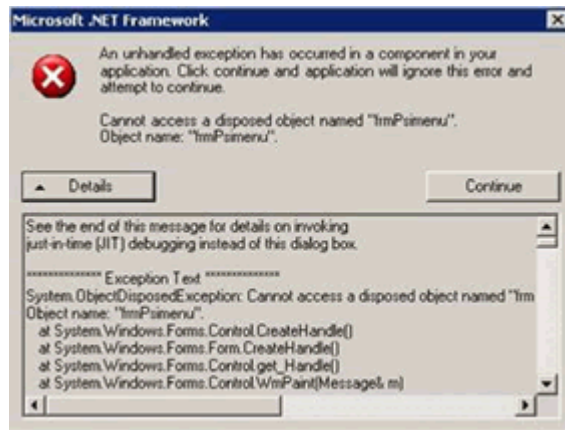 Microsoft .NET Framework
An unhandled exception has occurred in a component in your
application. Click continue and application will ignore this error and
attempt to continue.
Cannot access a disposed object named "frmPsimenu".
Object name: "frmPsimenu".
Details
Continue
See the end of this message for details on invoking
just-in-time (JIT) debugging instead of this dialog box.
************** Exception Text **************
System.ObjectDisposedException: Cannot access a disposed object named "frm
Object name: "frmPsimenu".
at System.Windows.Forms.Control.CreateHandle()
at System.Windows.Forms.Form.CreateHandle()
at System.Windows.Forms.Control.get_Handle()
at System.Windows.Forms.Control.WmPaint(Message& m)